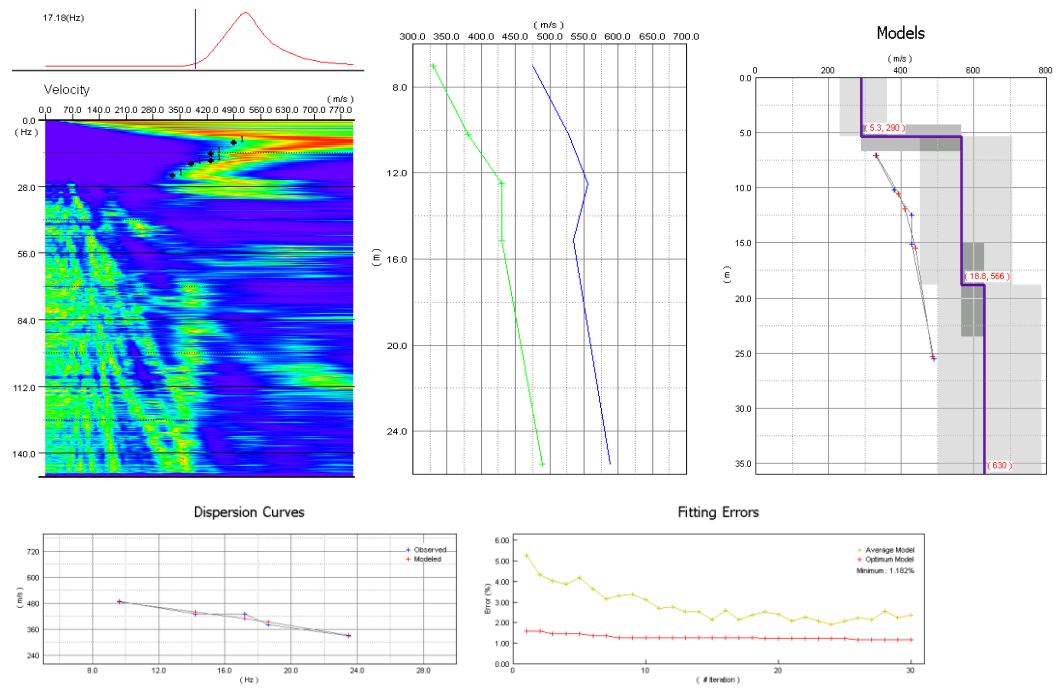 17.18(Hz)
Velocity
( m/s )
0.0 70.0 140.0 210.0 280.0 350.0 420.0 490.0 560.0 630.0 700.0 770.0
0.0
( Hz )
28.0
56.0
84.0
112.0
140.0
1
1
1
1
1
( m/s )
300.0 350.0 400.0 450.0 500.0 550.0 600.0 650.0 700.0
8.0
12.0
16.0
20.0
24.0
( m )
Models
( m/s )
0 200 400 600 800
0.0
5.0
10.0
15.0
20.0
25.0
30.0
35.0
( m )
( 5.3, 290 )
( 18.8, 566 )
( 630 )
Dispersion Curves
720
600
480
360
240
( m/s )
Observed
Modeled
8.0 12.0 16.0 20.0 24.0 28.0
( Hz )
Fitting Errors
6.00
5.00
4.00
3.00
2.00
1.00
0.00
Error(%)
Average Model
Optimum Model
Minimum : 1.182%
0 10 20 30
( # Iteration )